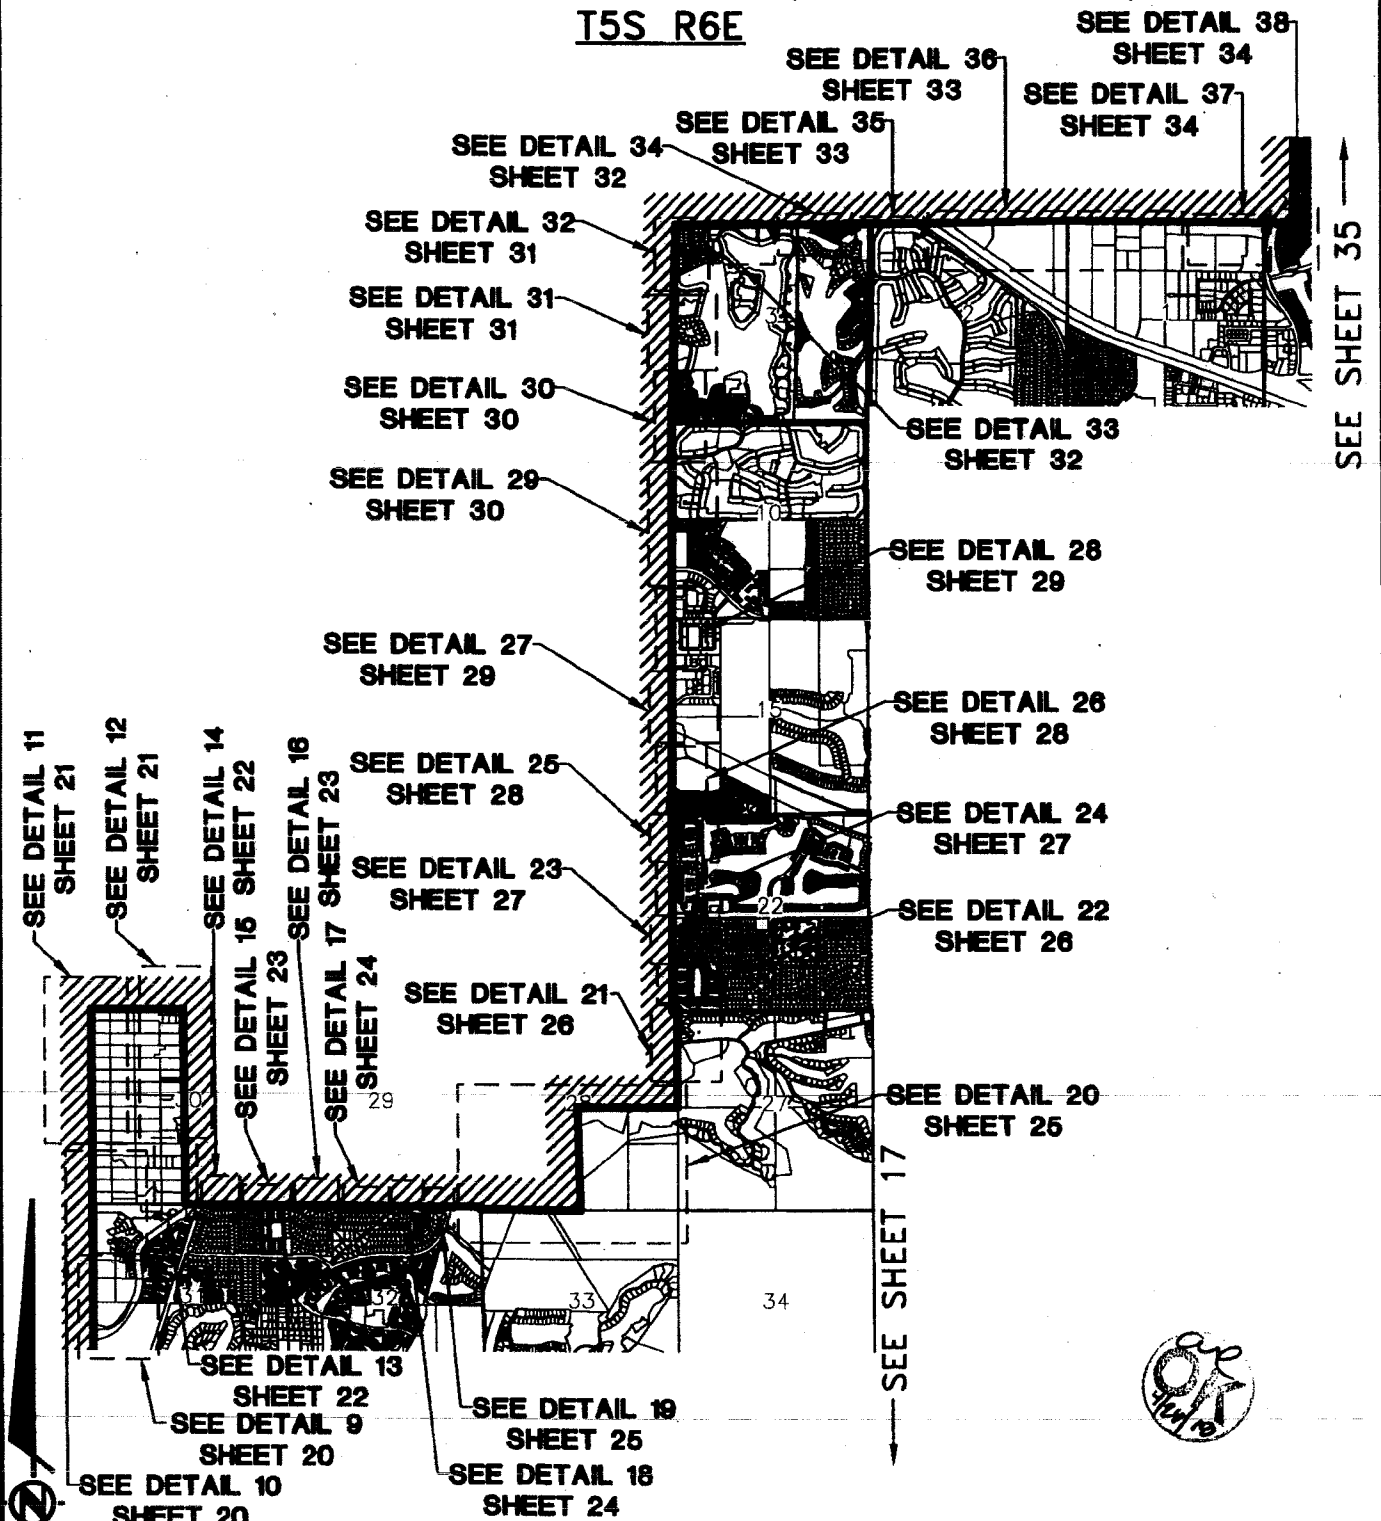 T5S R6E
SEE DETAIL 38
SHEET 34
SEE DETAIL 36
SHEET 33
SEE DETAIL 37
SHEET 34
SEE DETAIL 35
SHEET 33
SEE DETAIL 34
SHEET 32
SEE DETAIL 32
SHEET 31
SEE DETAIL 31
SHEET 31
SEE SHEET 35
SEE DETAIL 30
SHEET 30
SEE DETAIL 33
SHEET 32
SEE DETAIL 29
SHEET 30
10
SEE DETAIL 28
SHEET 29
SEE DETAIL 27
SHEET 29
15
SEE DETAIL 26
SHEET 28
SEE DETAIL 11
SHEET 21
SEE DETAIL 12
SHEET 21
SEE DETAIL 14
SHEET 22
SEE DETAIL 15
SHEET 23
SEE DETAIL 16
SHEET 23
SEE DETAIL 17
SHEET 24
SEE DETAIL 25
SHEET 28
SEE DETAIL 24
SHEET 27
SEE DETAIL 23
SHEET 27
22
SEE DETAIL 22
SHEET 26
SEE DETAIL 21
SHEET 26
29
28
27
SEE DETAIL 20
SHEET 25
SEE SHEET 17
31
32
33
34
SEE DETAIL 13
SHEET 22
SEE DETAIL 9
SHEET 20
SEE DETAIL 19
SHEET 25
SEE DETAIL 18
SHEET 24
SEE DETAIL 10
SHEET 20
N
OK